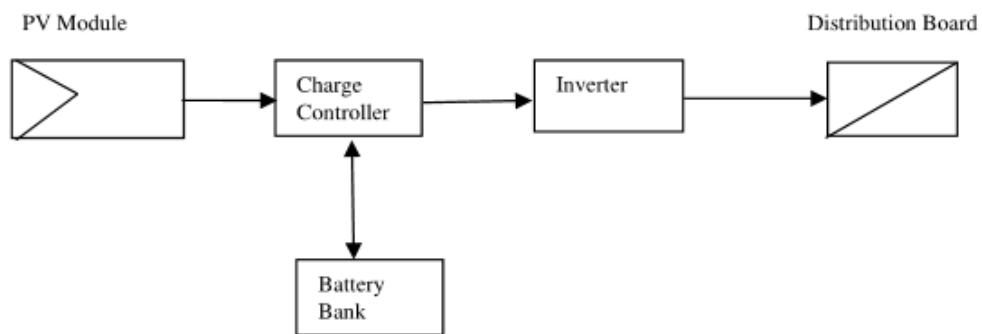 PV Module
Distribution Board
Charge
Controller
Inverter
Battery
Bank